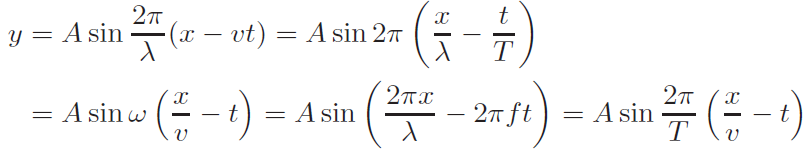 y = A sin 2π/λ (x − vt) = A sin 2π (x/λ − t/T)
= A sin ω (x/v − t) = A sin (2πx/λ − 2πft) = A sin 2π/T (x/v − t)